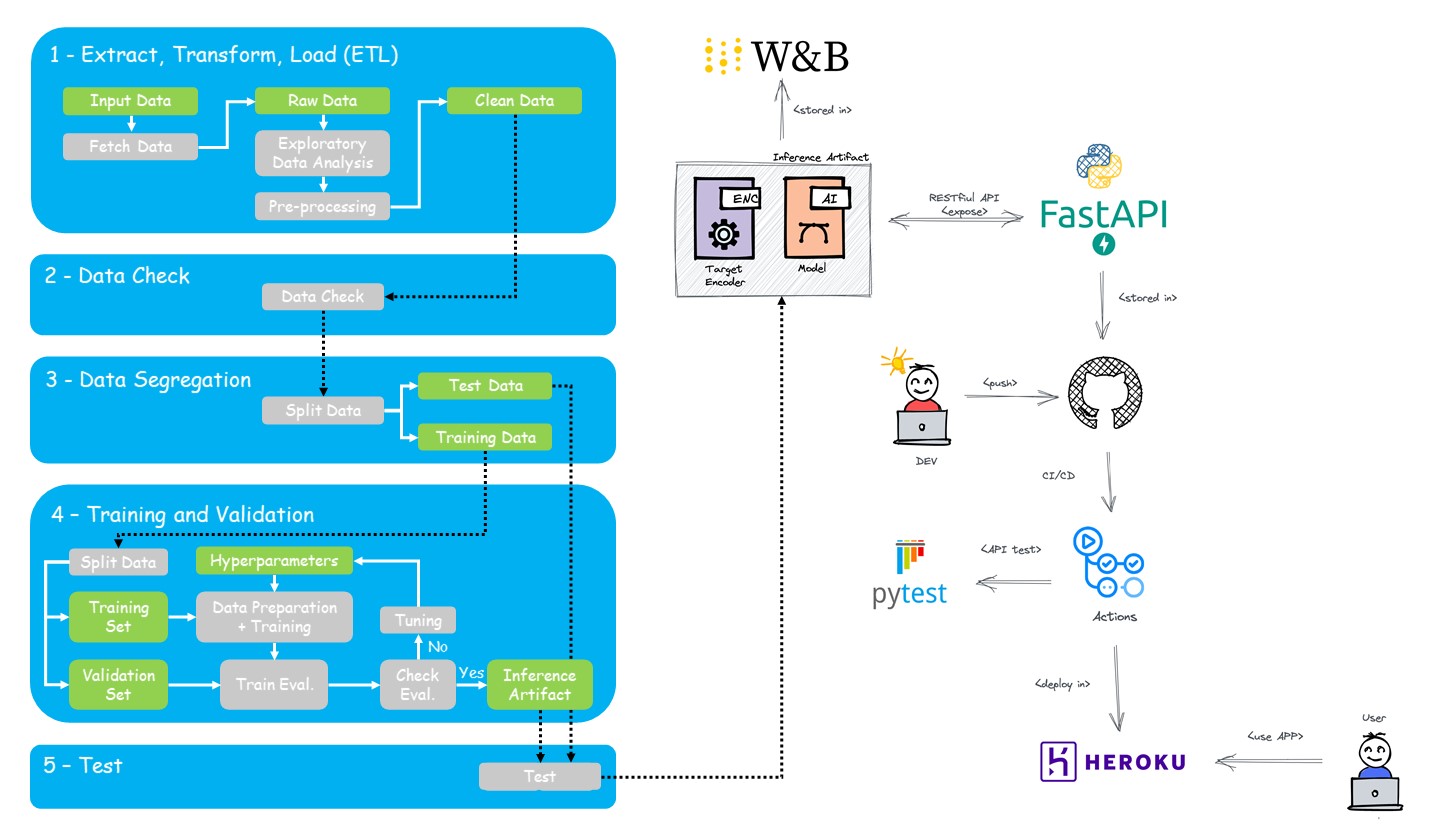 1 - Extract, Transform, Load (ETL)
Input Data
Fetch Data
Raw Data
Exploratory
Data Analysis
Pre-processing
Clean Data
2 - Data Check
Data Check
3 - Data Segregation
Split Data
Test Data
Training Data
4 – Training and Validation
Split Data
Hyperparameters
Training
Set
Data Preparation
+ Training
Tuning
No
Validation
Set
Train Eval.
Check
Eval.
Yes
Inference
Artifact
5 – Test
Test
W&B
<stored in>
Inference Artifact
ENC
AI
Target
Encoder
Model
RESTful API
<expose>
FastAPI
<stored in>
<push>
DEV
CI/CD
<API test>
pytest
Actions
<deploy in>
HEROKU
<use APP>
User